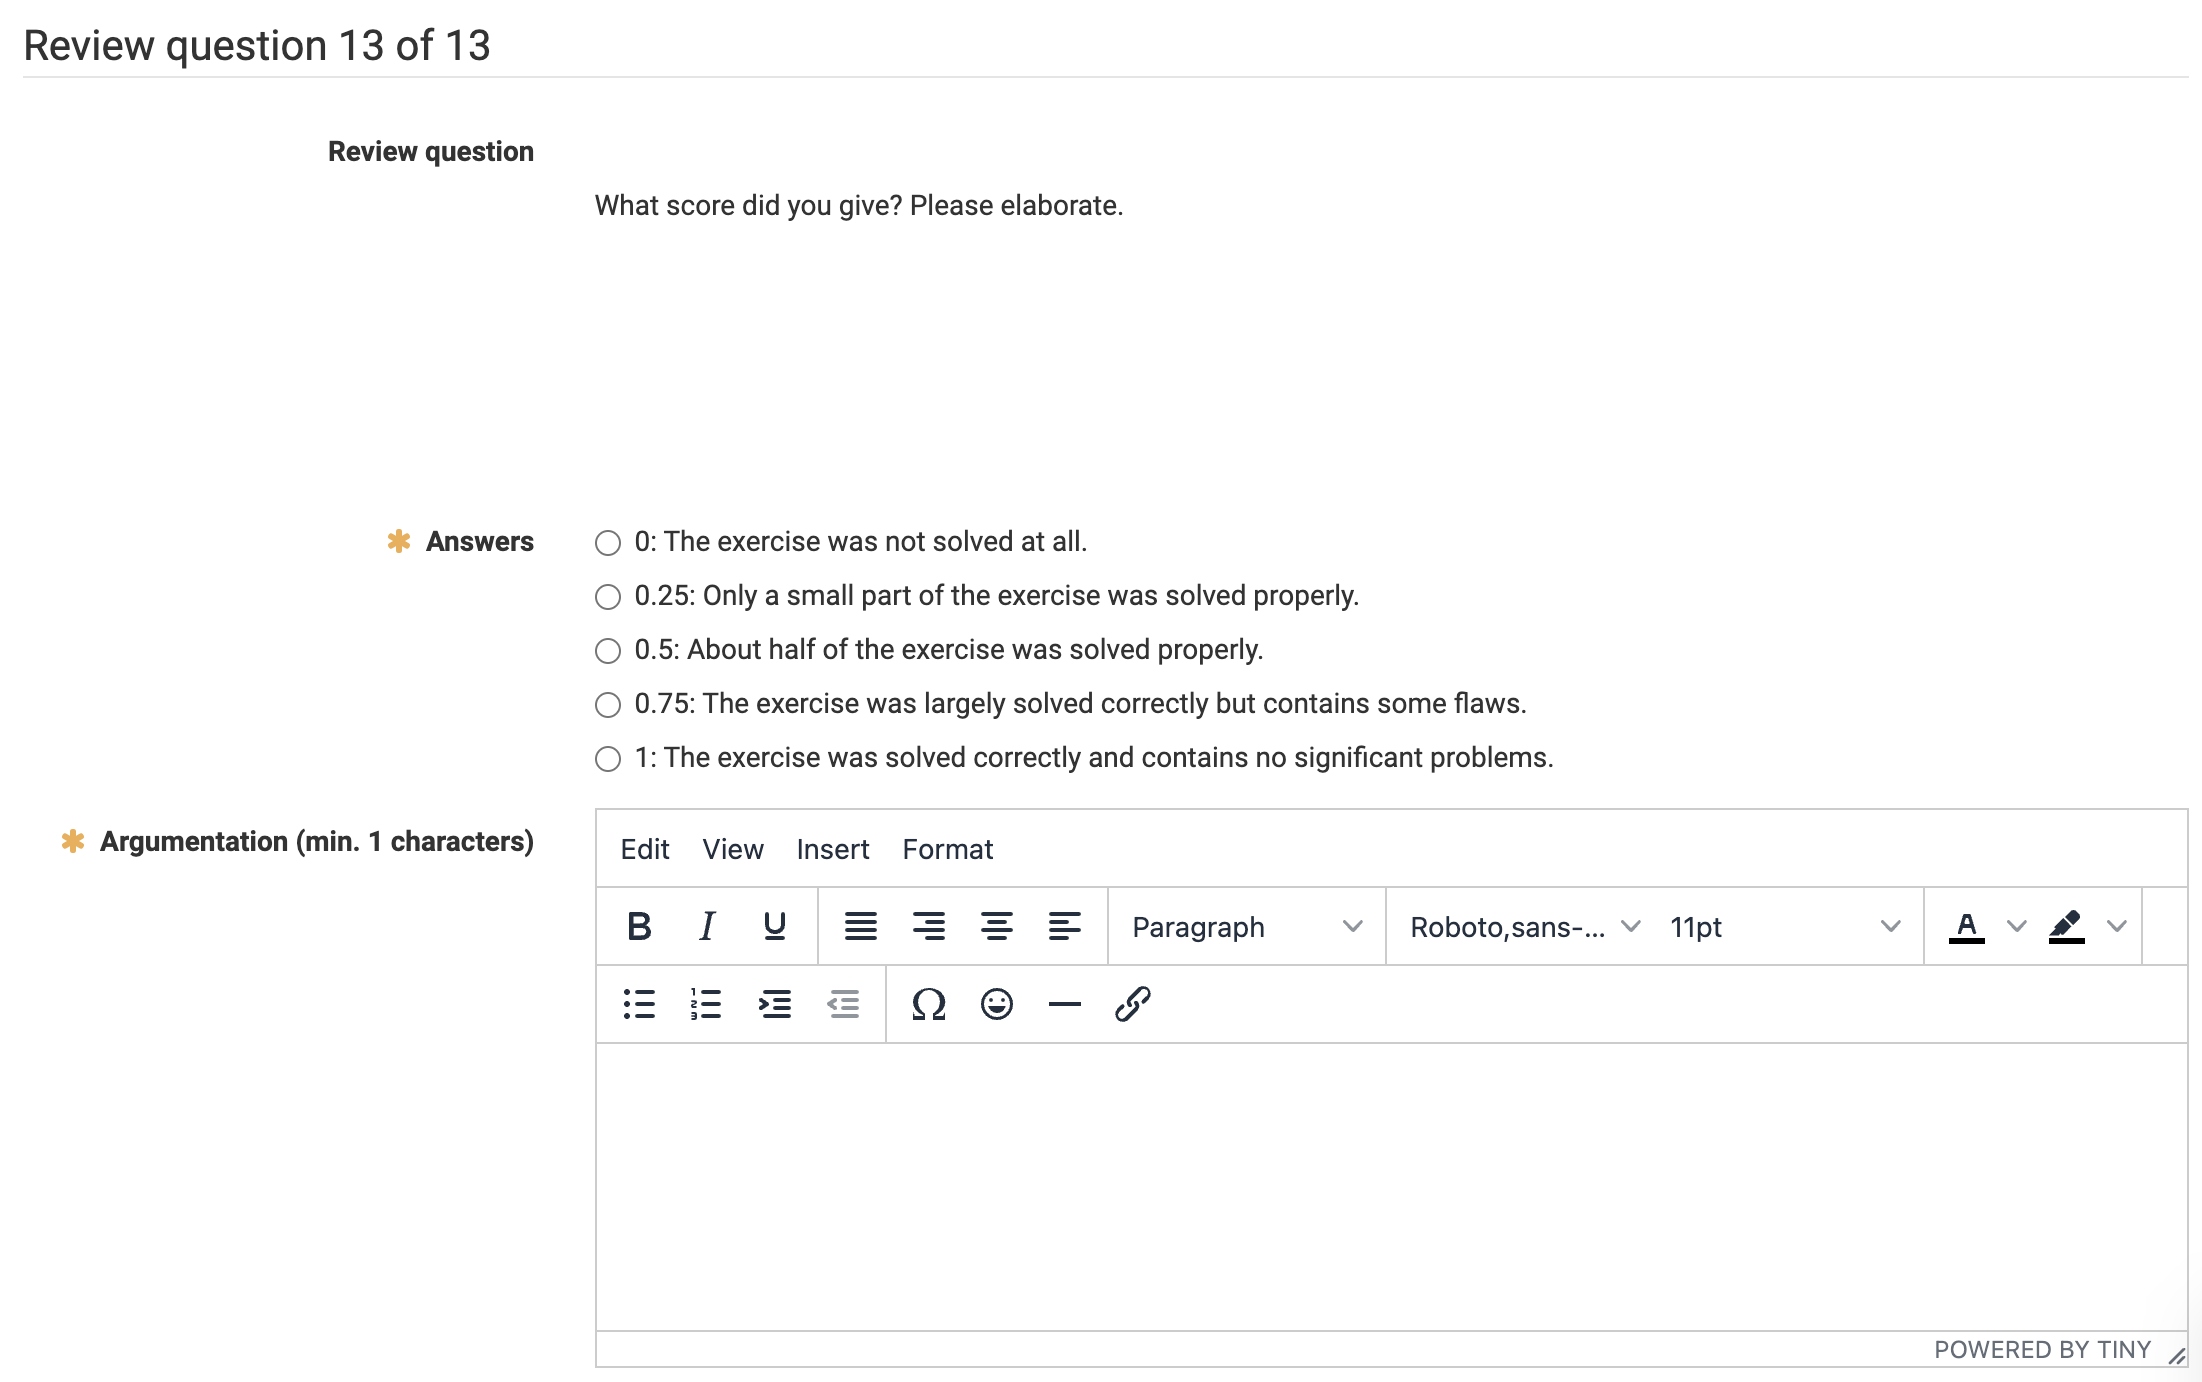 Review question 13 of 13
Review question
What score did you give? Please elaborate.
Answers
0: The exercise was not solved at all.
0.25: Only a small part of the exercise was solved properly.
0.5: About half of the exercise was solved properly.
0.75: The exercise was largely solved correctly but contains some flaws.
1: The exercise was solved correctly and contains no significant problems.
Argumentation (min. 1 characters)
Edit View Insert Format
B I U Paragraph Roboto,sans-... 11pt A
POWERED BY TINY